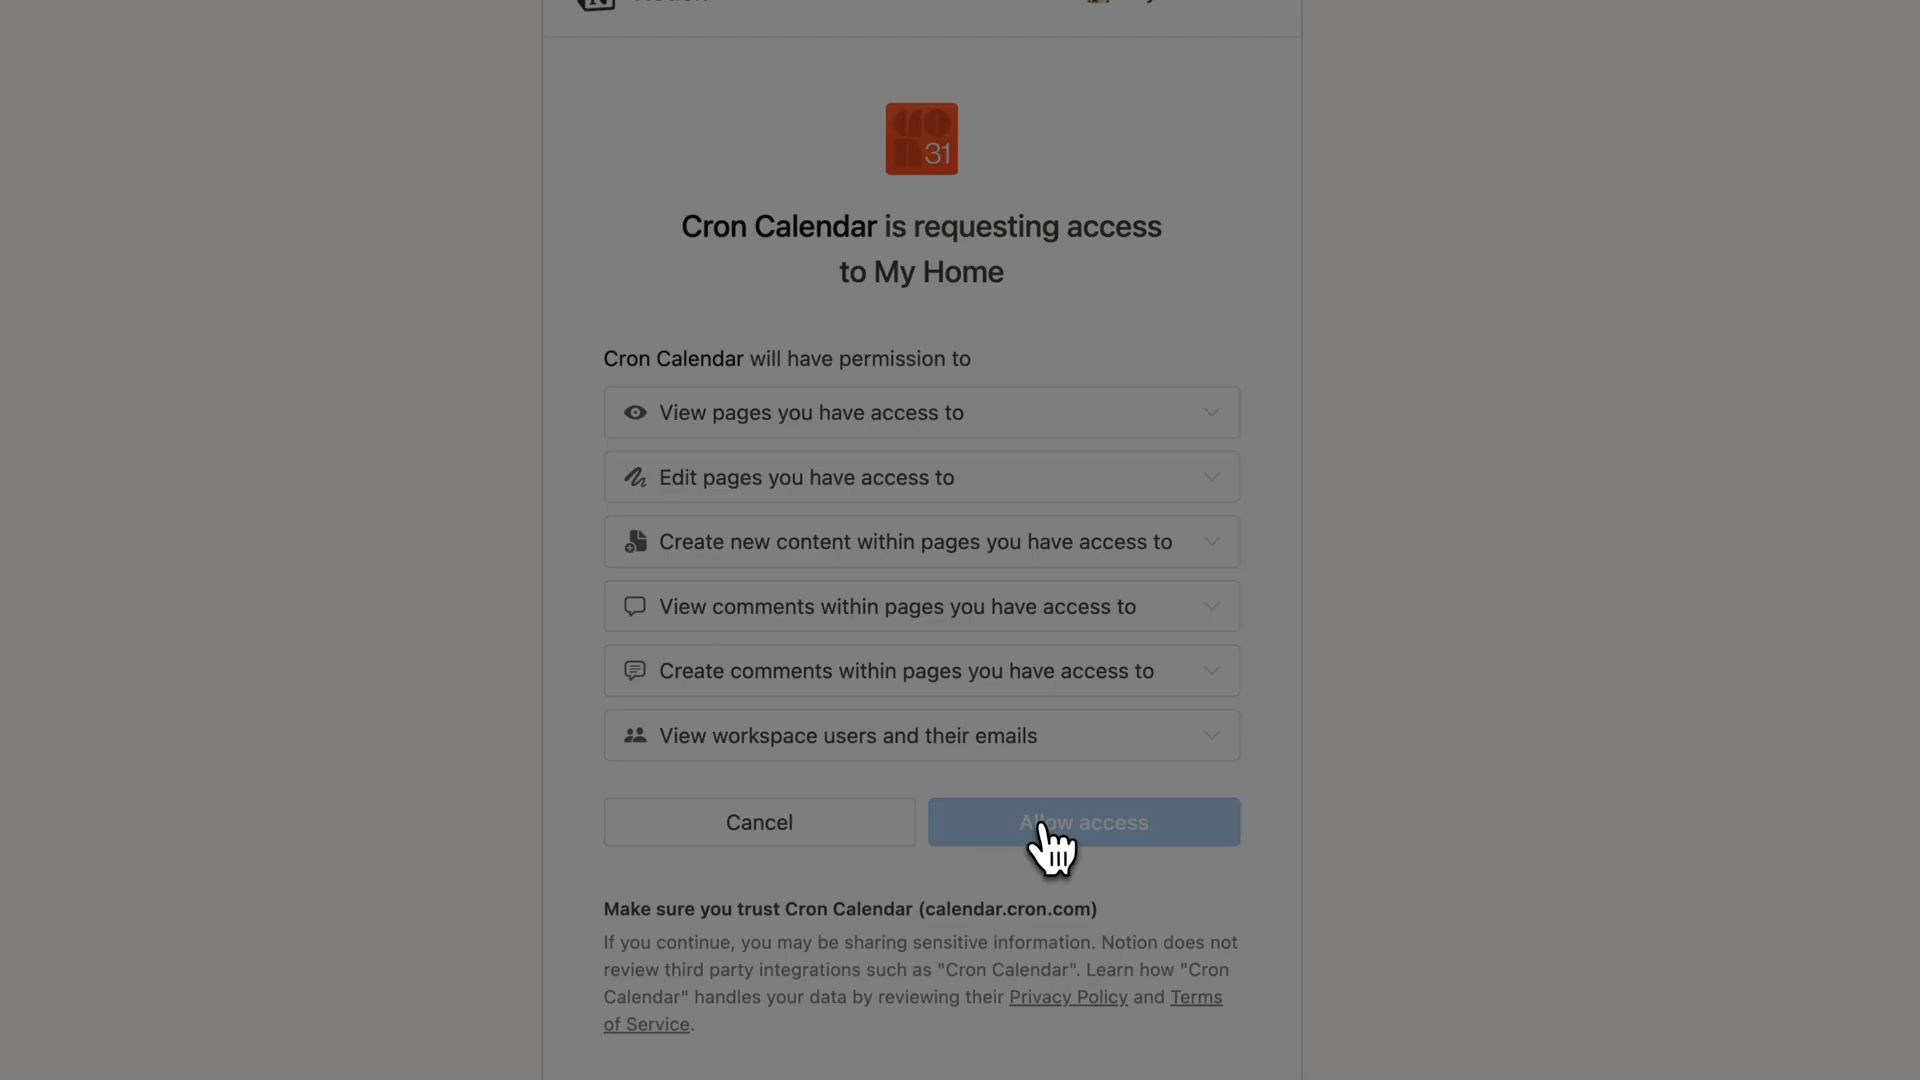 31
Cron Calendar is requesting access
to My Home
Cron Calendar will have permission to
View pages you have access to
Edit pages you have access to
Create new content within pages you have access to
View comments within pages you have access to
Create comments within pages you have access to
View workspace users and their emails
Cancel
Allow access
Make sure you trust Cron Calendar (calendar.cron.com)
If you continue, you may be sharing sensitive information. Notion does not
review third party integrations such as "Cron Calendar". Learn how "Cron
Calendar" handles your data by reviewing their Privacy Policy and Terms
of Service.